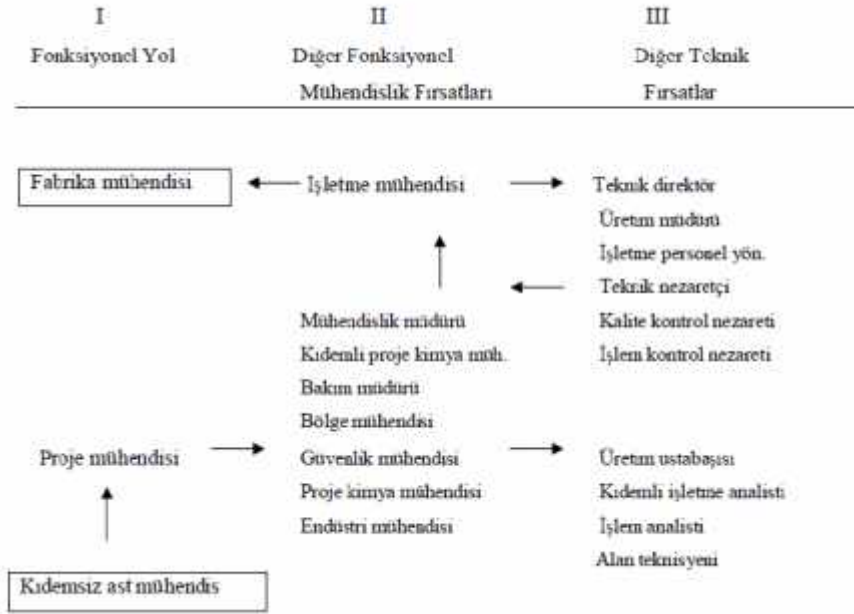 I II III
Fonksiyonel Yol Diğer Fonksiyonel Diğer Teknik
Mühendislik Fırsatları Fırsatlar
Fabrika mühendisi İşletme mühendisi Teknik direktör
Üretim müdürü
İşletme personel yön.
Teknik nezaretçi
Mühendislik müdürü Kalite kontrol nezareti
Kıdemli proje kimya müh. İşlem kontrol nezareti
Bakım müdürü
Bölge mühendisi
Proje mühendisi Güvenlik mühendisi Üretim ustabaşısı
Proje kimya mühendisi Kıdemli işletme analisti
Endüstri mühendisi İşlem analisti
Alan teknisyeni
Kıdemsiz ast mühendis